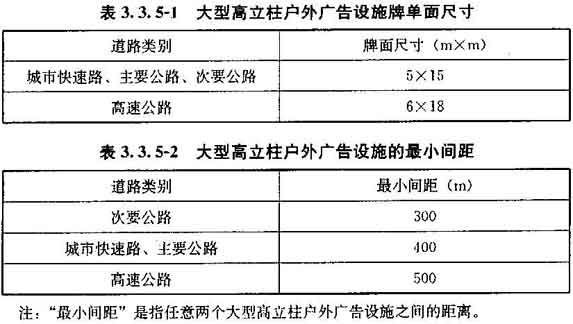 表 3.3.5-1 大型高立柱户外广告设施牌单面尺寸
道路类别 牌面尺寸（m×m）
城市快速路、主要公路、次要公路 5×15
高速公路 6×18
表 3.3.5-2 大型高立柱户外广告设施的最小间距
道路类别 最小间距（m）
次要公路 300
城市快速路、主要公路 400
高速公路 500
注：“最小间距”是指任意两个大型高立柱户外广告设施之间的距离。